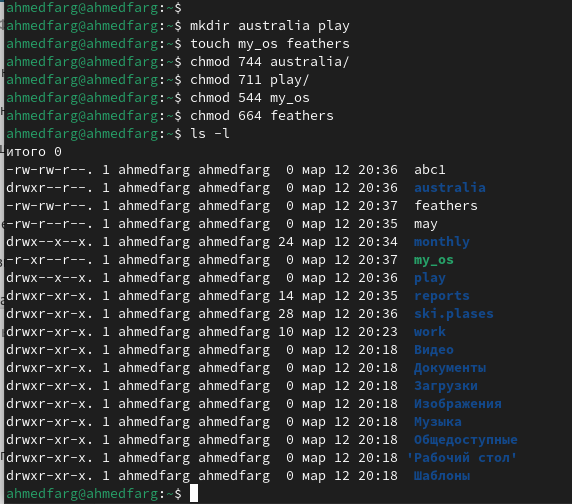 ahmedfarg@ahmedfarg:~$
ahmedfarg@ahmedfarg:~$ mkdir australia play
ahmedfarg@ahmedfarg:~$ touch my_os feathers
ahmedfarg@ahmedfarg:~$ chmod 744 australia/
ahmedfarg@ahmedfarg:~$ chmod 711 play/
ahmedfarg@ahmedfarg:~$ chmod 544 my_os
ahmedfarg@ahmedfarg:~$ chmod 664 feathers
ahmedfarg@ahmedfarg:~$ ls -l
итого 0
-rw-rw-r--. 1 ahmedfarg ahmedfarg  0 мар 12 20:36  abc1
drwxr--r--. 1 ahmedfarg ahmedfarg  0 мар 12 20:36  australia
-rw-rw-r--. 1 ahmedfarg ahmedfarg  0 мар 12 20:37  feathers
-rw-r--r--. 1 ahmedfarg ahmedfarg  0 мар 12 20:35  may
drwx--x--x. 1 ahmedfarg ahmedfarg 24 мар 12 20:34  monthly
-r-xr--r--. 1 ahmedfarg ahmedfarg  0 мар 12 20:37  my_os
drwx--x--x. 1 ahmedfarg ahmedfarg  0 мар 12 20:36  play
drwxr-xr-x. 1 ahmedfarg ahmedfarg 14 мар 12 20:35  reports
drwxr-xr-x. 1 ahmedfarg ahmedfarg 28 мар 12 20:36  ski.plases
drwxr-xr-x. 1 ahmedfarg ahmedfarg 10 мар 12 20:23  work
drwxr-xr-x. 1 ahmedfarg ahmedfarg  0 мар 12 20:18  Видео
drwxr-xr-x. 1 ahmedfarg ahmedfarg  0 мар 12 20:18  Документы
drwxr-xr-x. 1 ahmedfarg ahmedfarg  0 мар 12 20:18  Загрузки
drwxr-xr-x. 1 ahmedfarg ahmedfarg  0 мар 12 20:18  Изображения
drwxr-xr-x. 1 ahmedfarg ahmedfarg  0 мар 12 20:18  Музыка
drwxr-xr-x. 1 ahmedfarg ahmedfarg  0 мар 12 20:18  Общедоступные
drwxr-xr-x. 1 ahmedfarg ahmedfarg  0 мар 12 20:18 'Рабочий стол'
drwxr-xr-x. 1 ahmedfarg ahmedfarg  0 мар 12 20:18  Шаблоны
ahmedfarg@ahmedfarg:~$